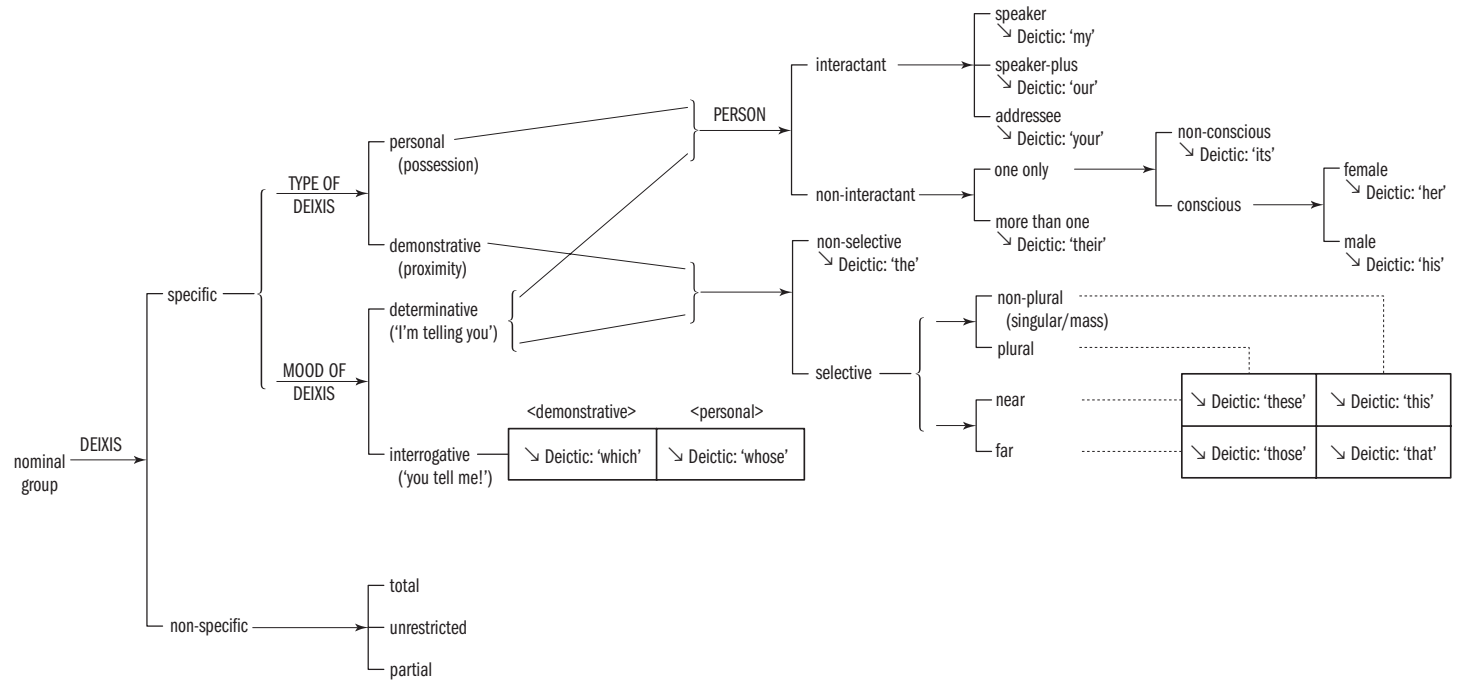 nominal
group
DEIXIS
specific
TYPE OF
DEIXIS
personal
(possession)
demonstrative
(proximity)
MOOD OF
DEIXIS
determinative
(‘I’m telling you’)
interrogative
(‘you tell me!’)
<demonstrative>
<personal>
↘ Deictic: ‘which’
↘ Deictic: ‘whose’
PERSON
interactant
speaker
↘ Deictic: ‘my’
speaker-plus
↘ Deictic: ‘our’
addressee
↘ Deictic: ‘your’
non-interactant
one only
non-conscious
↘ Deictic: ‘its’
conscious
female
↘ Deictic: ‘her’
male
↘ Deictic: ‘his’
more than one
↘ Deictic: ‘their’
non-selective
↘ Deictic: ‘the’
selective
non-plural
(singular/mass)
plural
near
far
↘ Deictic: ‘these’
↘ Deictic: ‘this’
↘ Deictic: ‘those’
↘ Deictic: ‘that’
non-specific
total
unrestricted
partial